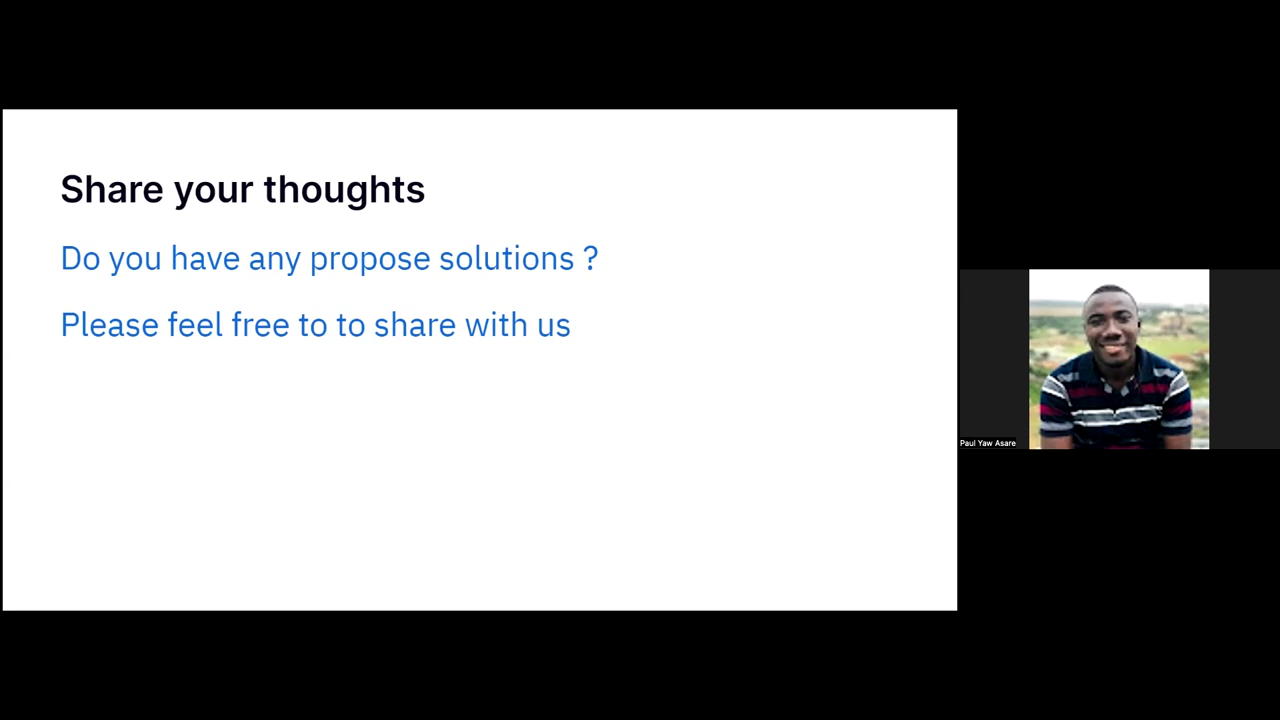 Share your thoughts
Do you have any propose solutions ?
Please feel free to to share with us
Paul Yaw Asare